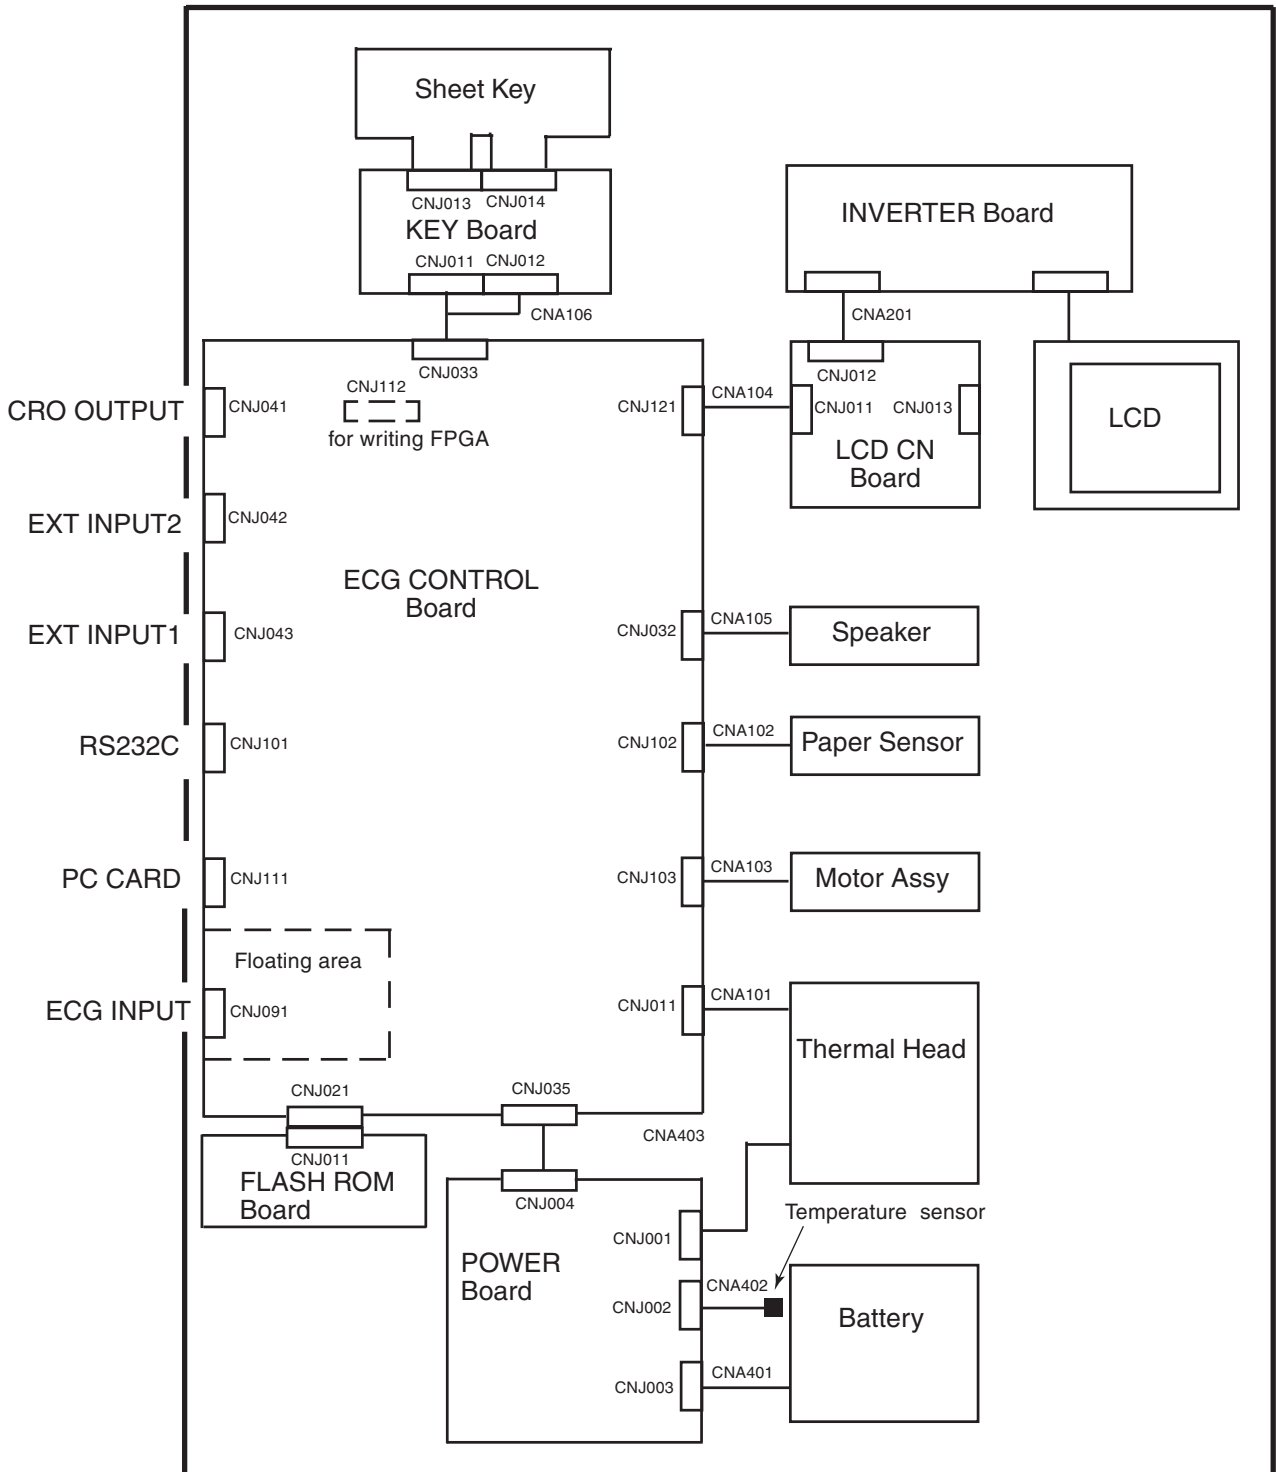 Sheet Key
CNJ013 CNJ014
KEY Board
CNJ011 CNJ012
CNA106
INVERTER Board
CNA201
CNJ033
CNJ112
for writing FPGA
CRO OUTPUT
CNJ041
CNJ121
CNA104
CNJ012
CNJ011 CNJ013
LCD CN
Board
LCD
EXT INPUT2
CNJ042
ECG CONTROL
Board
EXT INPUT1
CNJ043
CNJ032
CNA105
Speaker
RS232C
CNJ101
CNJ102
CNA102
Paper Sensor
PC CARD
CNJ111
CNJ103
CNA103
Motor Assy
Floating area
ECG INPUT
CNJ091
CNJ011
CNA101
Thermal Head
CNJ021
CNJ035
CNA403
CNJ011
FLASH ROM
Board
CNJ004
CNJ001
Temperature sensor
POWER
Board
CNJ002
CNA402
Battery
CNJ003
CNA401